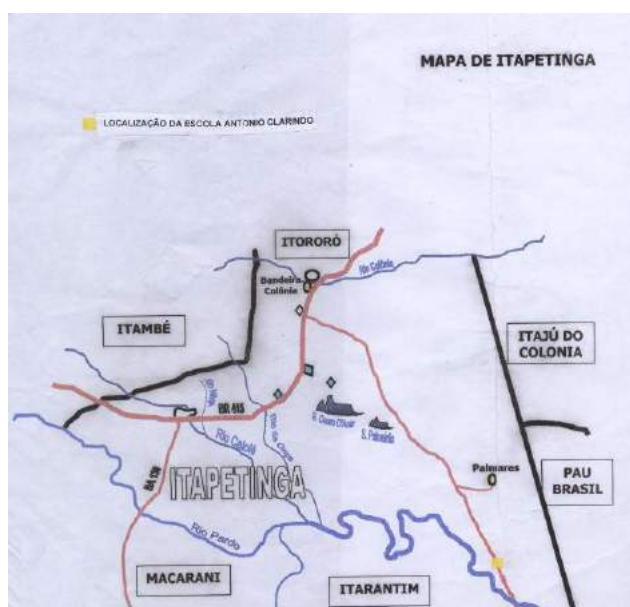 MAPA DE ITAPETINGA
LOCALIZAÇÃO DA ESCOLA ANTONIO CLARINDO
ITORORÓ
Rio Colônia
Bandeira
Colônia
ITAMBÉ
ITAJÚ DO
COLONIA
BR 415
Rio Catolé
S. Palmeirão
Palmares
PAU
BRASIL
ITAPETINGA
Rio Pardo
MACARANI
ITARANTIM